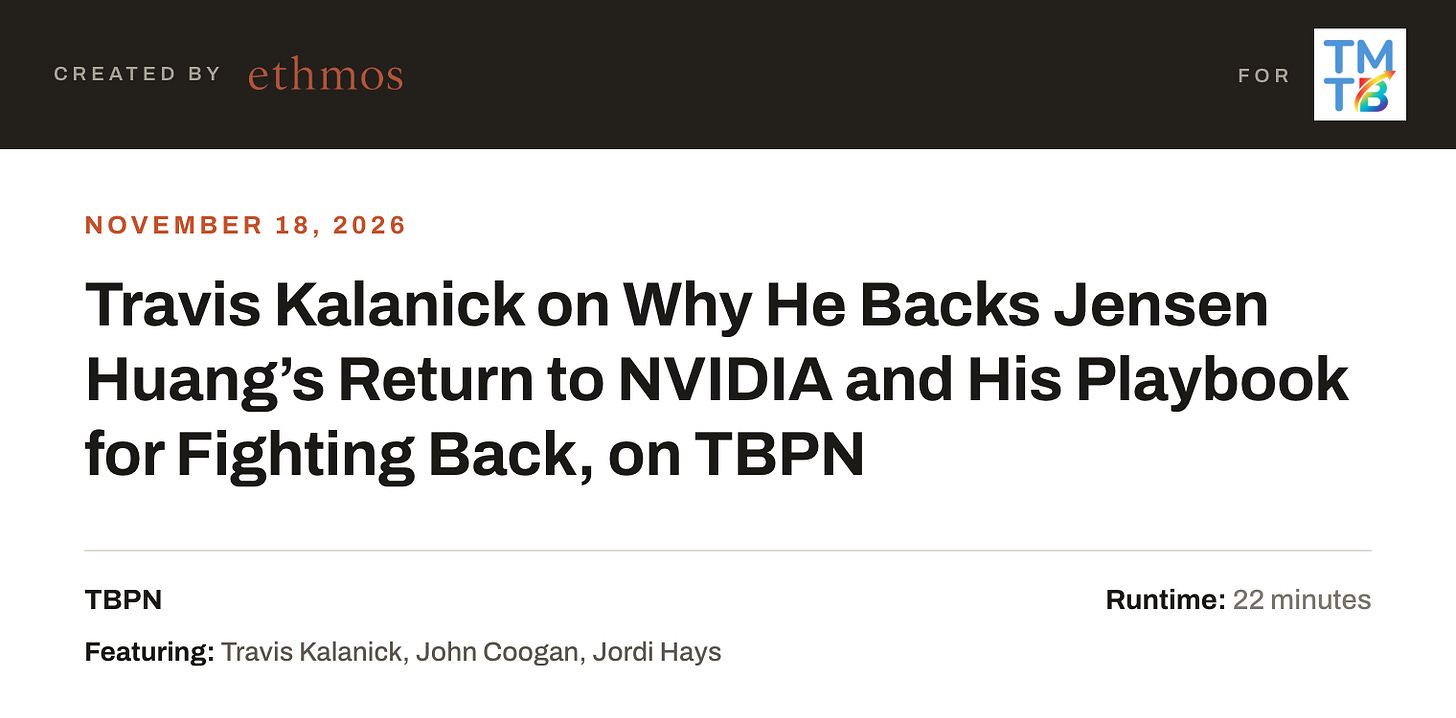 CREATED BY ethmos
FOR
TM
TB
NOVEMBER 18, 2026
Travis Kalanick on Why He Backs Jensen
Huang’s Return to NVIDIA and His Playbook
for Fighting Back, on TBPN
TBPN
Runtime: 22 minutes
Featuring: Travis Kalanick, John Coogan, Jordi Hays